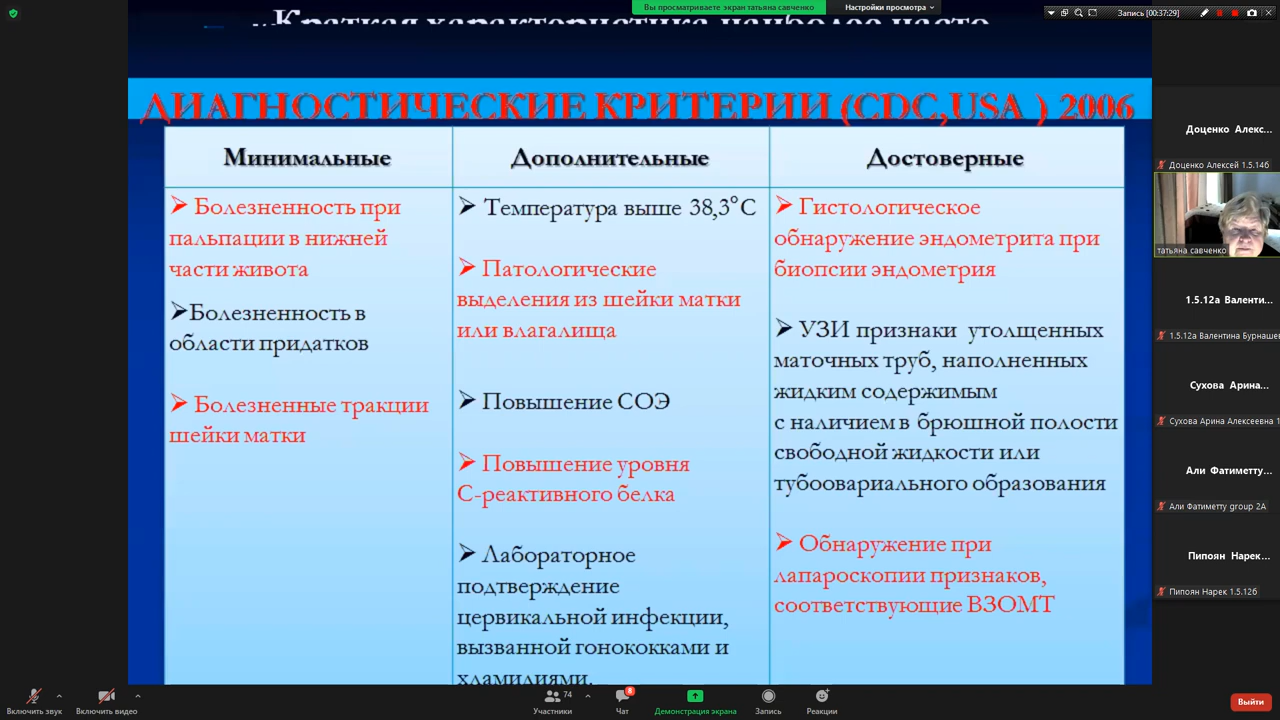 Вы просматриваете экран татьяна савченко
Настройки просмотра
Запись [00:37:29]
„Краткая характеристика наиболее часто
ДИАГНОСТИЧЕСКИЕ КРИТЕРИИ (CDC,USA ) 2006
Минимальные
➢ Болезненность при
пальпации в нижней
части живота
➢Болезненность в
области придатков
➢ Болезненные тракции
шейки матки
Дополнительные
➢ Температура выше 38,3°С
➢ Патологические
выделения из шейки матки
или влагалища
➢ Повышение СОЭ
➢ Повышение уровня
С-реактивного белка
➢ Лабораторное
подтверждение
цервикальной инфекции,
вызванной гонококками и
хламидиями.
Достоверные
➢ Гистологическое
обнаружение эндометрита при
биопсии эндометрия
➢ УЗИ признаки утолщенных
маточных труб, наполненных
жидким содержимым
с наличием в брюшной полости
свободной жидкости или
тубоовариального образования
➢ Обнаружение при
лапароскопии признаков,
соответствующие ВЗОМТ
Доценко Алекс...
Доценко Алексей 1.5.14б
татьяна савченко
1.5.12а Валенти...
1.5.12а Валентина Бурнаше
Сухова Арина...
Сухова Арина Алексеевна 1
Али Фатиметту...
Али Фатиметту group 2A
Пипоян Нарек...
Пипоян Нарек 1.5.12б
Включить звук
Включить видео
74
Участники
8
Чат
Демонстрация экрана
Запись
Реакции
Выйти